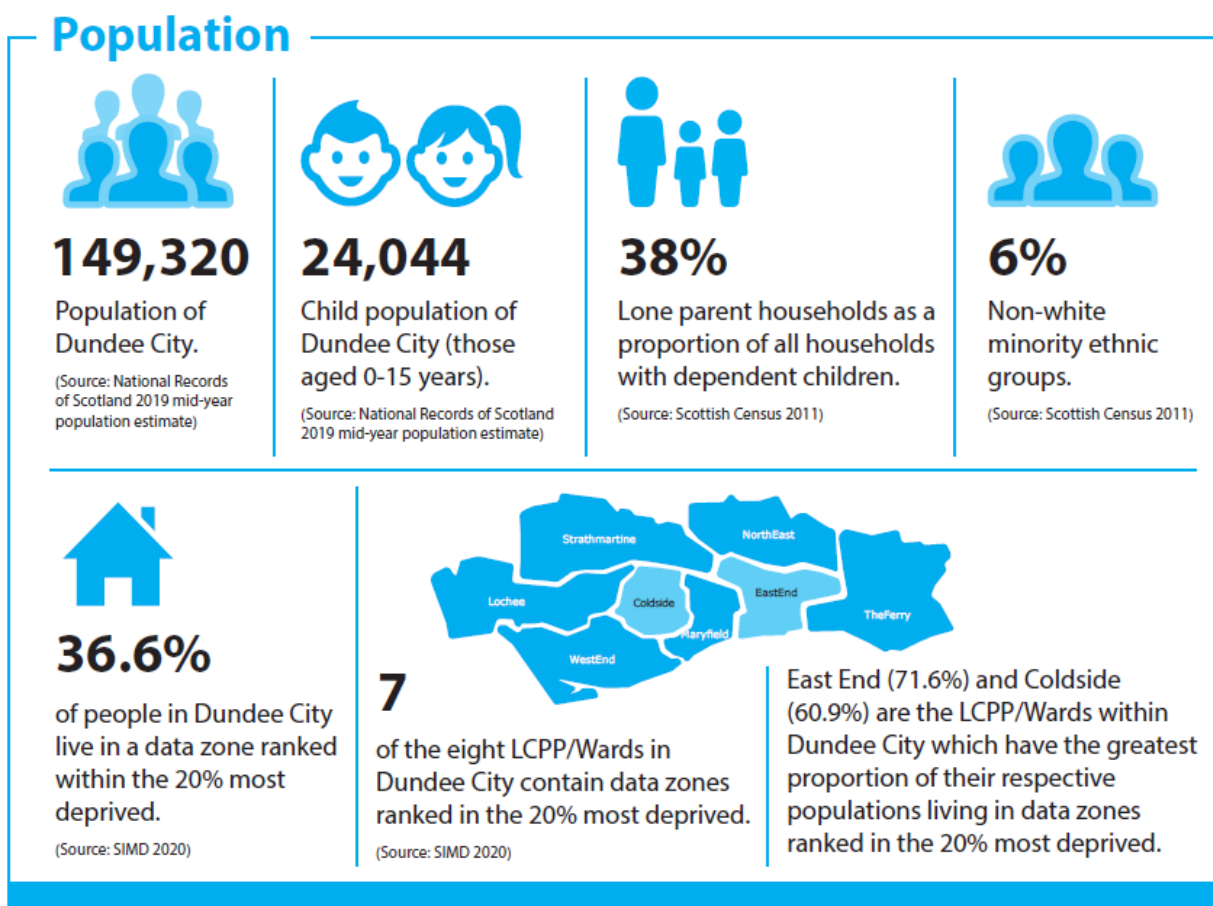 Population
149,320
Population of
Dundee City.
(Source: National Records
of Scotland 2019 mid-year
population estimate)
24,044
Child population of
Dundee City (those
aged 0-15 years).
(Source: National Records of Scotland
2019 mid-year population estimate)
38%
Lone parent households as a
proportion of all households
with dependent children.
(Source: Scottish Census 2011)
6%
Non-white
minority ethnic
groups.
(Source: Scottish Census 2011)
36.6%
of people in Dundee City
live in a data zone ranked
within the 20% most
deprived.
(Source: SIMD 2020)
Strathmartine
NorthEast
Lochee
Coldside
EastEnd
TheFerry
Maryfield
WestEnd
7
of the eight LCPP/Wards in
Dundee City contain data zones
ranked in the 20% most deprived.
(Source: SIMD 2020)
East End (71.6%) and Coldside
(60.9%) are the LCPP/Wards within
Dundee City which have the greatest
proportion of their respective
populations living in data zones
ranked in the 20% most deprived.